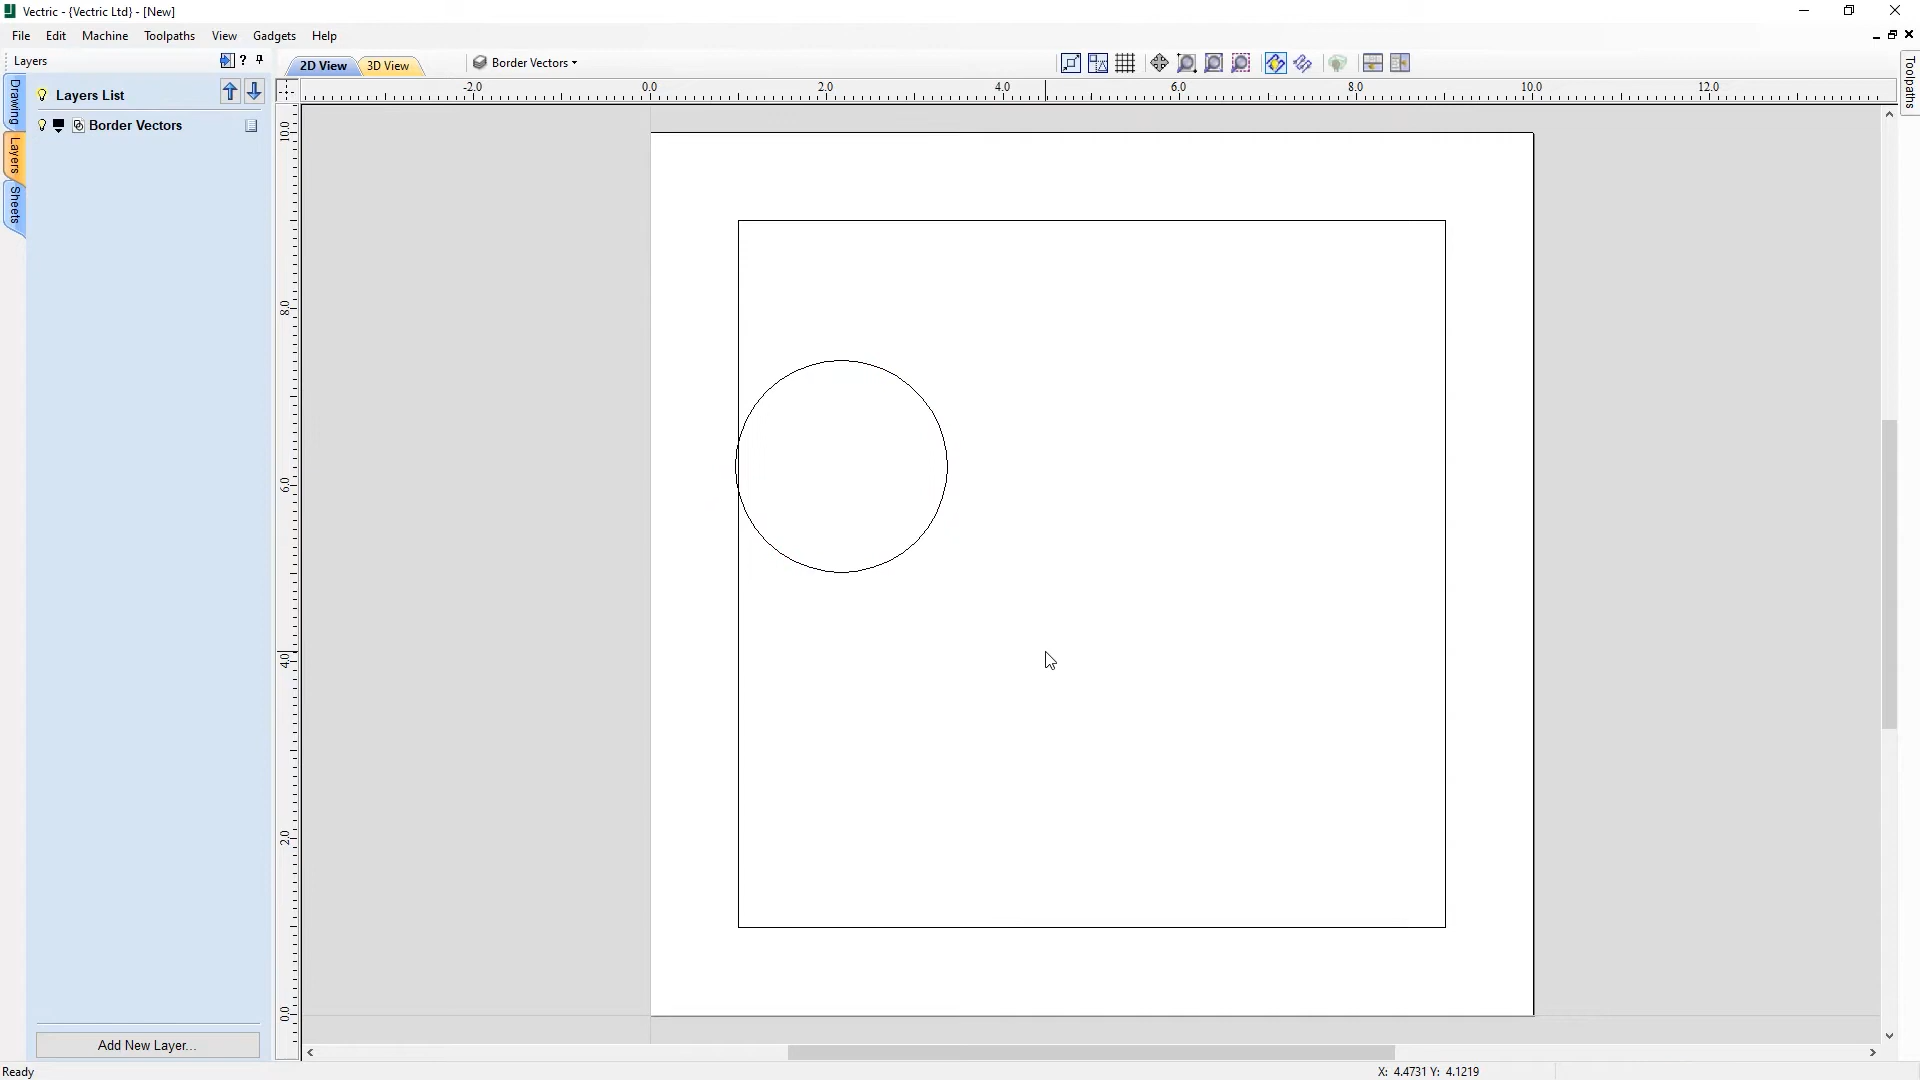 Vectric - {Vectric Ltd} - [New]
File Edit Machine Toolpaths View Gadgets Help
Layers ?
2D View 3D View Border Vectors
Toolpaths
Drawing
Layers
Sheets
Layers List
Border Vectors
-2.0 0.0 2.0 4.0 6.0 8.0 10.0 12.0
10.0
8.0
6.0
4.0
2.0
0.0
Add New Layer...
Ready X: 4.4731 Y: 4.1219